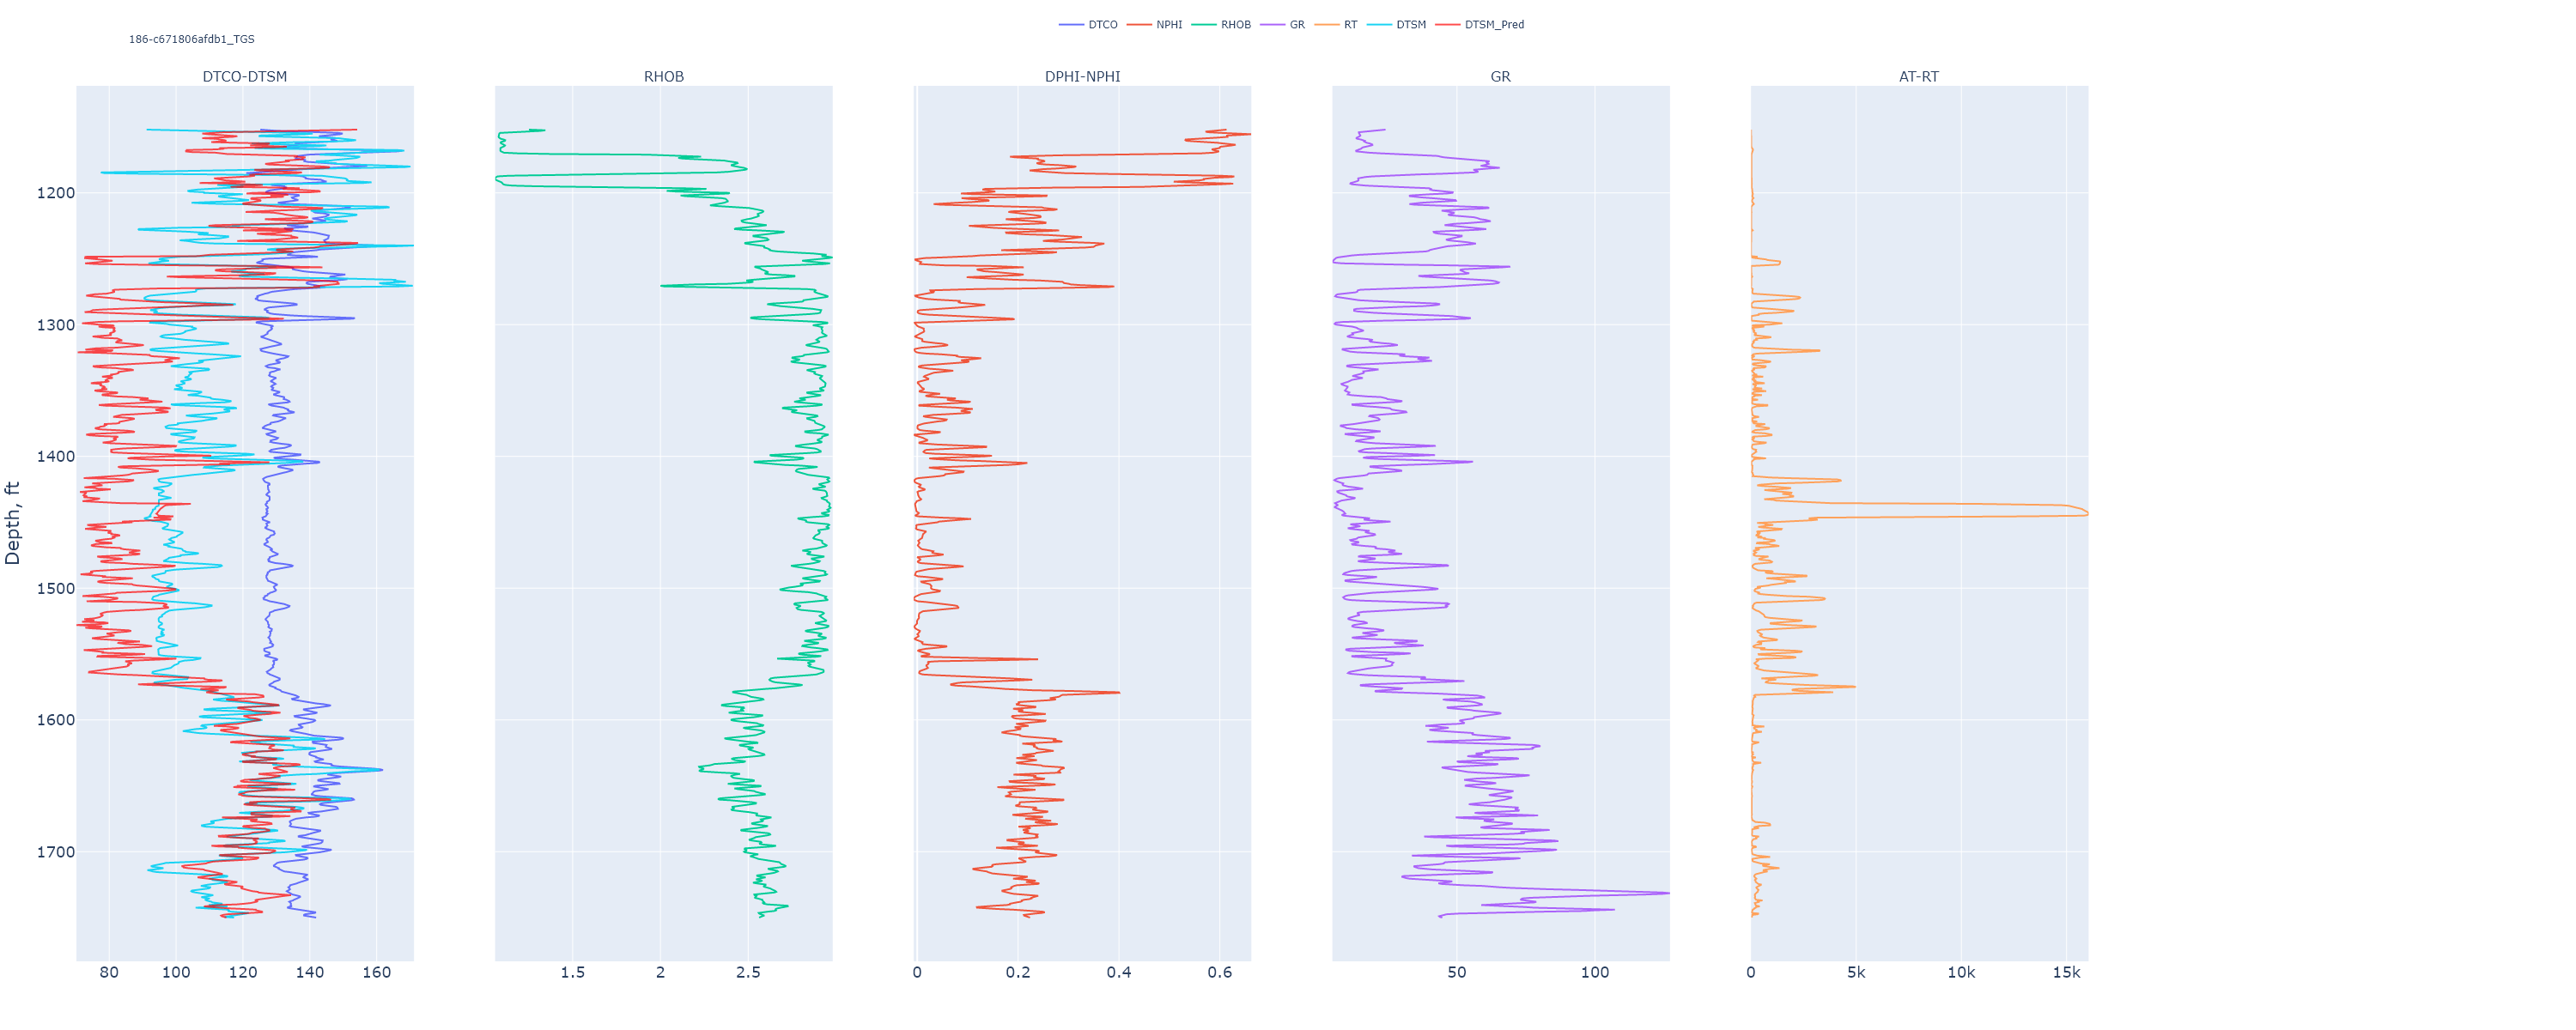 DTCO NPHI RHOB GR RT DTSM DTSM_Pred
186-c671806afdb1_TGS
DTCO-DTSM RHOB DPHI-NPHI GR AT-RT
1200
1300
1400
Depth, ft
1500
1600
1700
80 100 120 140 160 1.5 2 2.5 0 0.2 0.4 0.6 50 100 0 5k 10k 15k